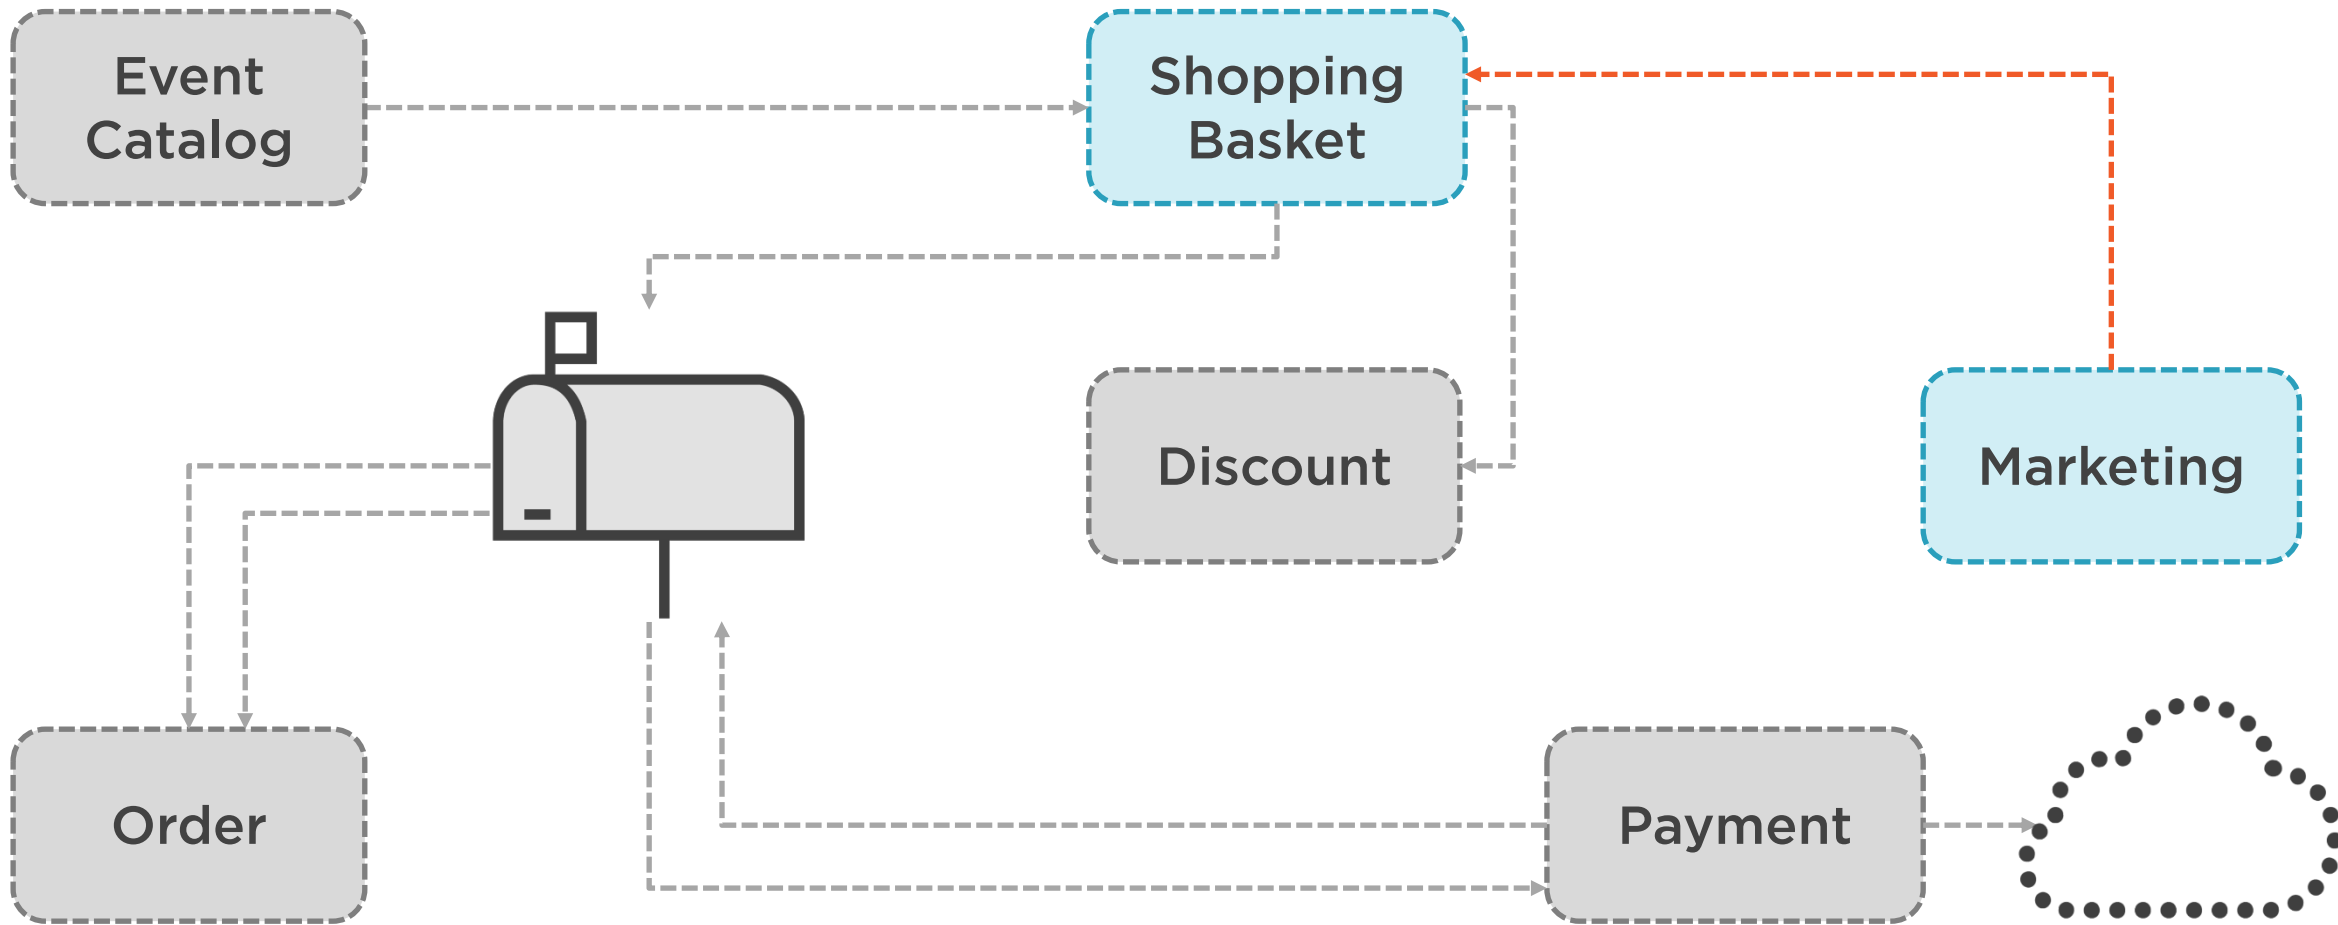 Event
Catalog
Shopping
Basket
Discount
Marketing
Order
Payment